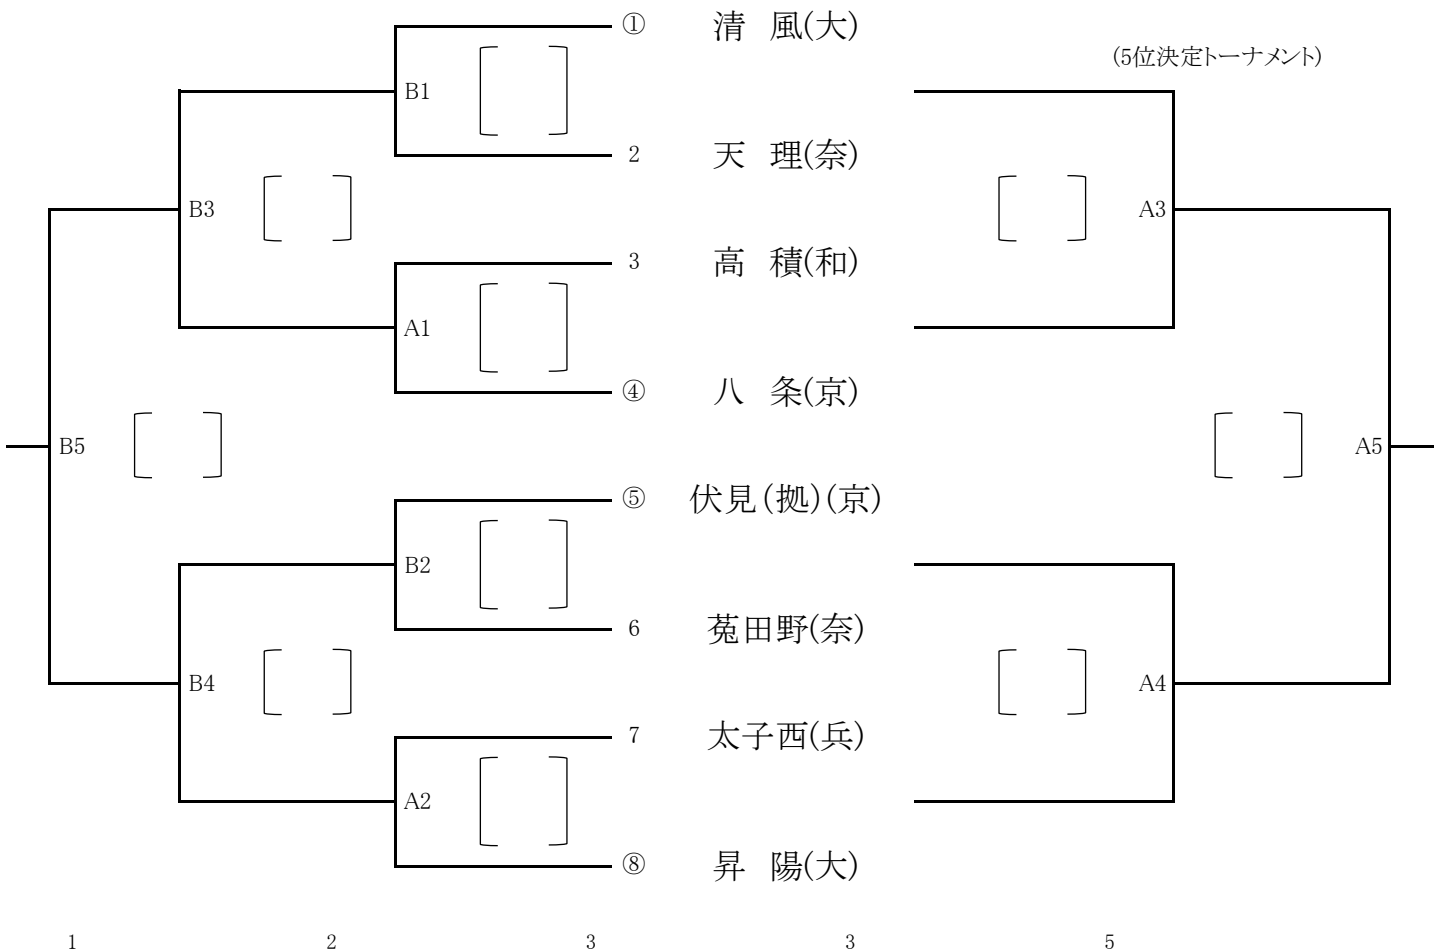 ① 清 風(大)
(5位決定トーナメント)
B1
2 天 理(奈)
B3 A3
3 高 積(和)
A1
④ 八 条(京)
B5 A5
⑤ 伏見(拠)(京)
B2
6 菟田野(奈)
B4 A4
7 太子西(兵)
A2
⑧ 昇 陽(大)
1 2 3 3 5